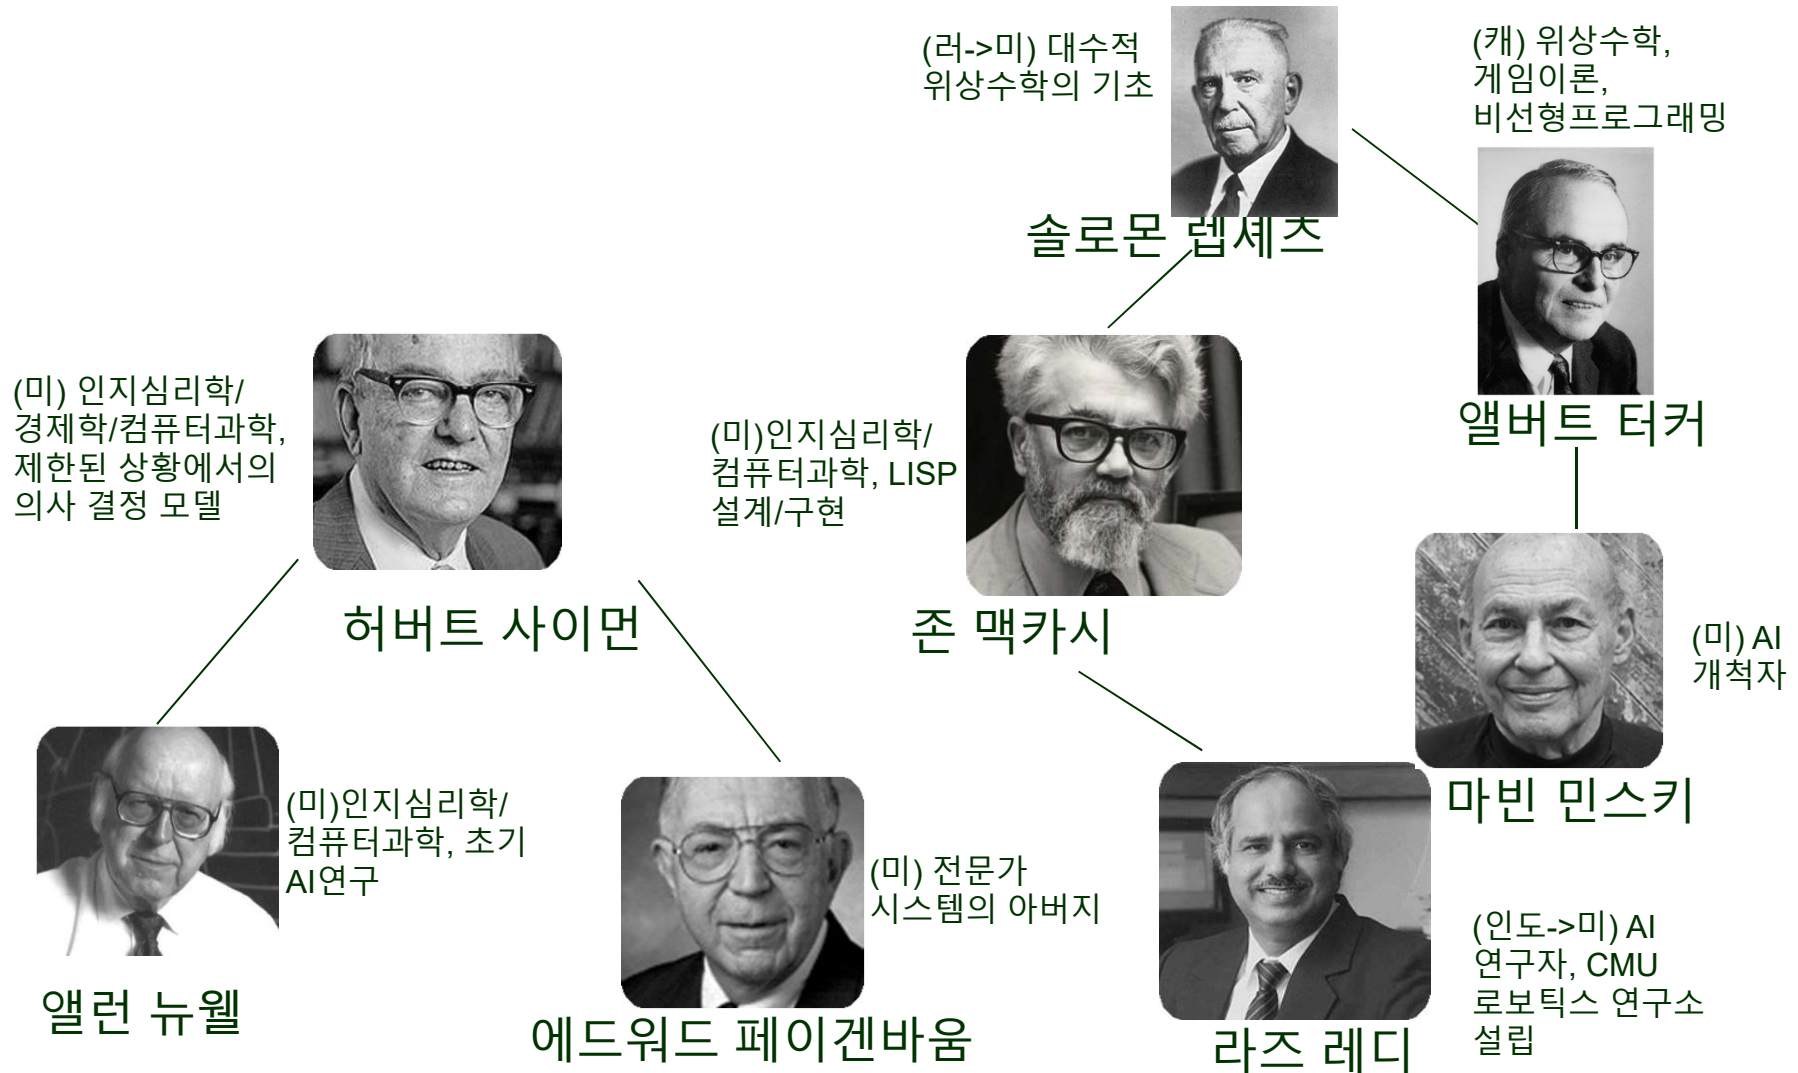 (러->미) 대수적
위상수학의 기초
솔로몬 렙셰츠
(캐) 위상수학,
게임이론,
비선형프로그래밍
앨버트 터커
(미) 인지심리학/
경제학/컴퓨터과학,
제한된 상황에서의
의사 결정 모델
허버트 사이먼
(미)인지심리학/
컴퓨터과학, LISP
설계/구현
존 맥카시
(미) AI
개척자
마빈 민스키
(미)인지심리학/
컴퓨터과학, 초기
AI연구
앨런 뉴웰
(미) 전문가
시스템의 아버지
에드워드 페이겐바움
(인도->미) AI
연구자, CMU
로보틱스 연구소
설립
라즈 레디